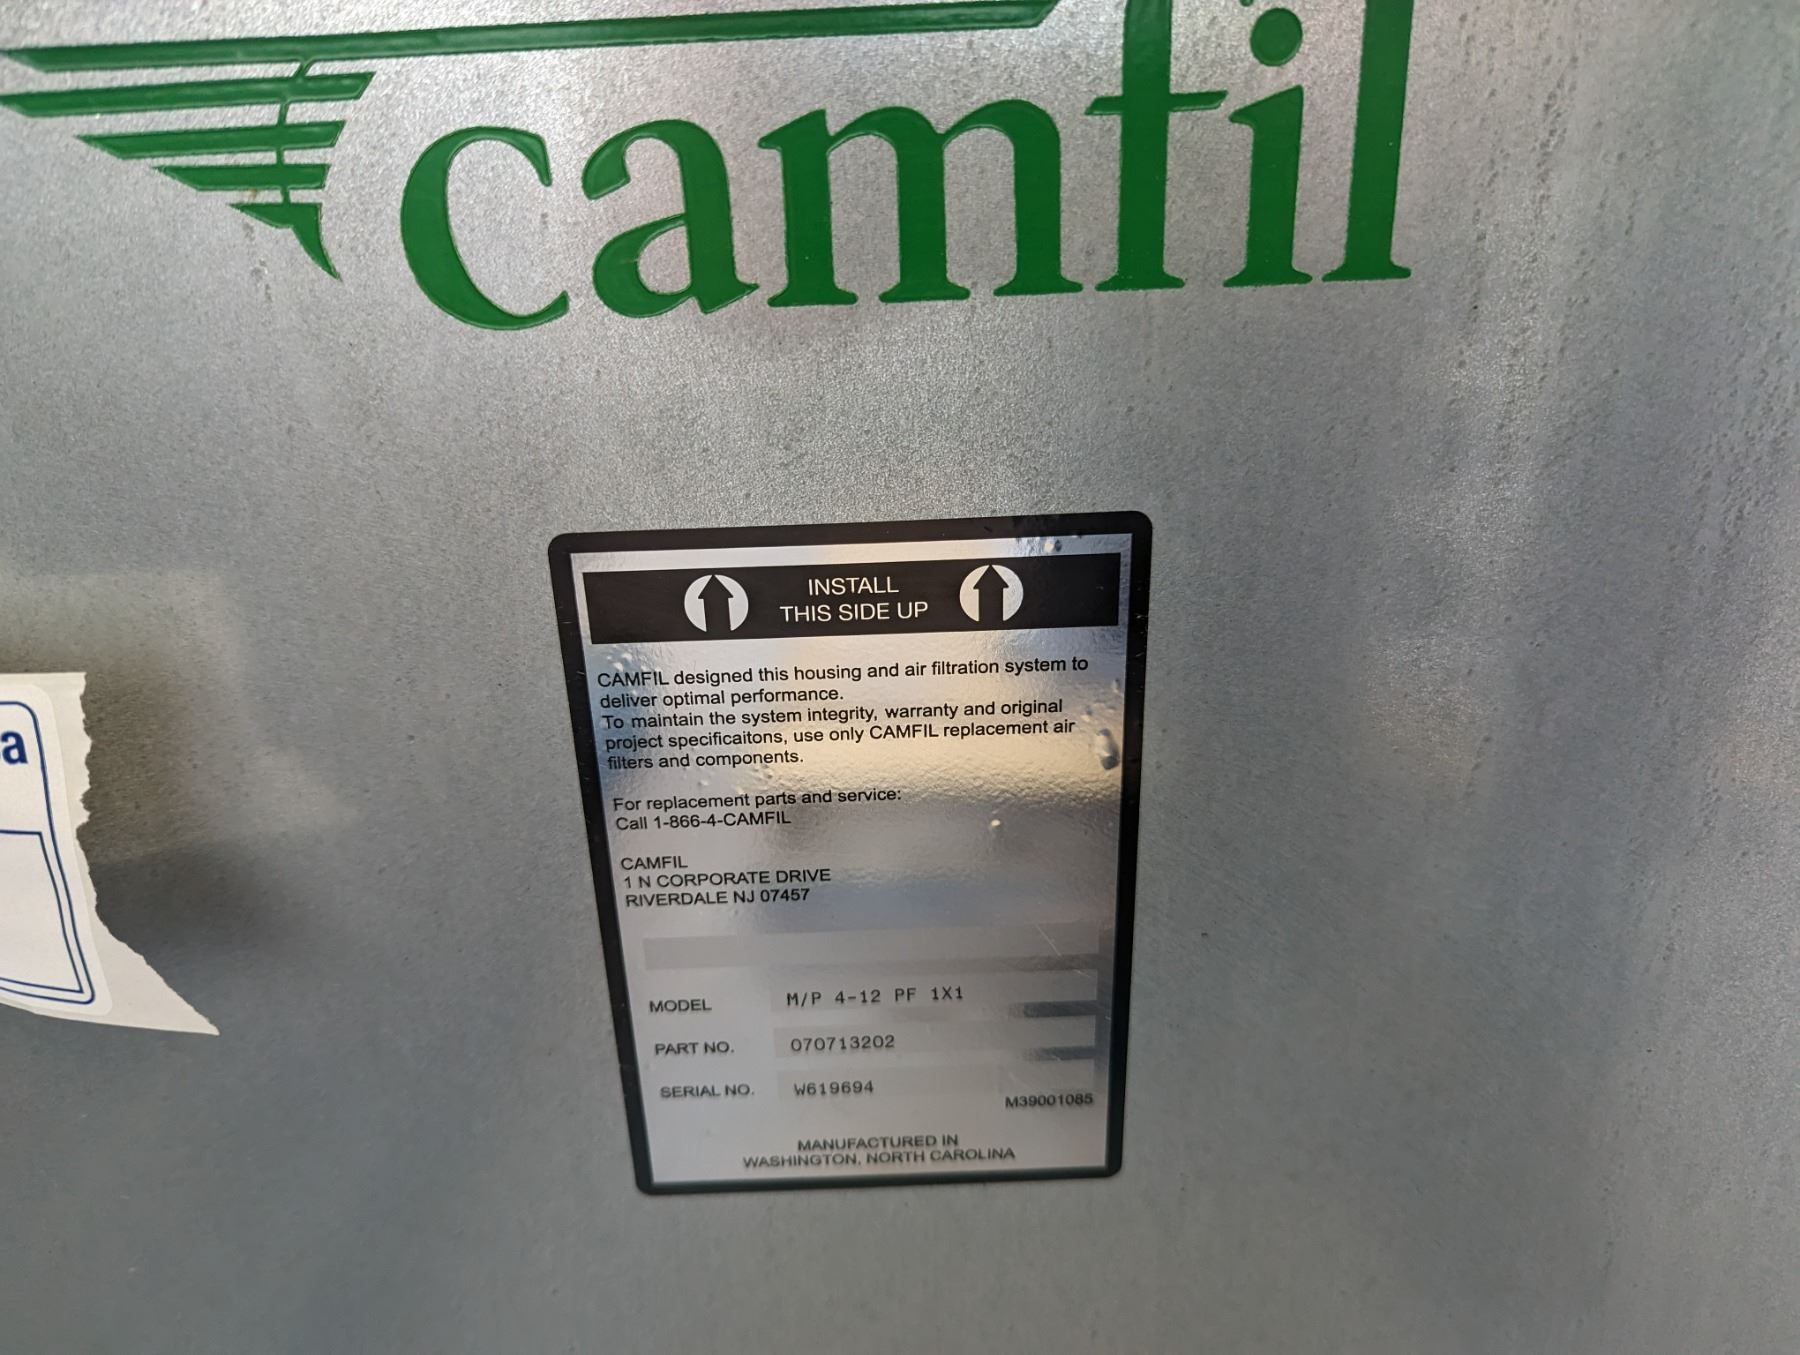 camfil
INSTALL
THIS SIDE UP
CAMFIL designed this housing and air filtration system to
deliver optimal performance.
To maintain the system integrity, warranty and original
project specificaitons, use only CAMFIL replacement air
filters and components.
For replacement parts and service:
Call 1-866-4-CAMFIL
CAMFIL
1 N CORPORATE DRIVE
RIVERDALE NJ 07457
MODEL M/P 4-12 PF 1X1
PART NO. 070713202
SERIAL NO. W619694
M39001085
MANUFACTURED IN
WASHINGTON, NORTH CAROLINA
a